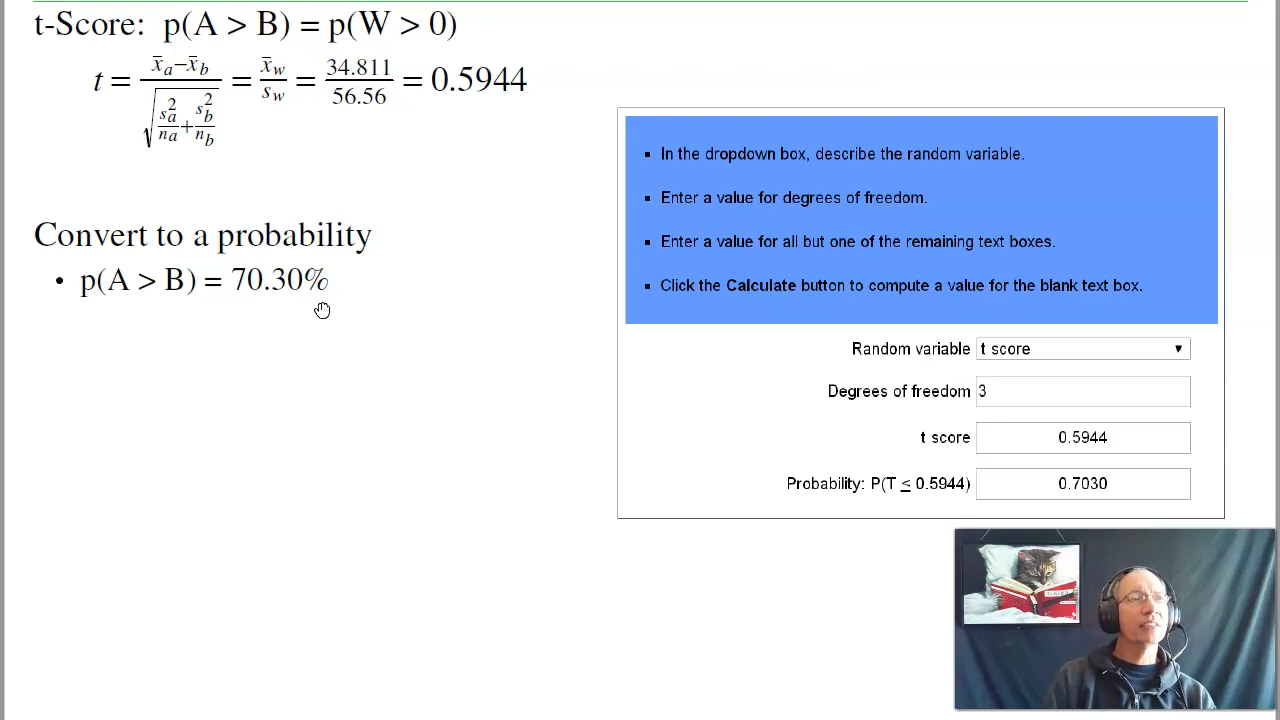 t-Score: p(A > B) = p(W > 0)
t = (x̄a−x̄b)/√(s²a/na + s²b/nb) = x̄w/sw = 34.811/56.56 = 0.5944
▪ In the dropdown box, describe the random variable.
▪ Enter a value for degrees of freedom.
▪ Enter a value for all but one of the remaining text boxes.
▪ Click the Calculate button to compute a value for the blank text box.
Convert to a probability
• p(A > B) = 70.30%
Random variable t score ▼
Degrees of freedom 3
t score 0.5944
Probability: P(T ≤ 0.5944) 0.7030